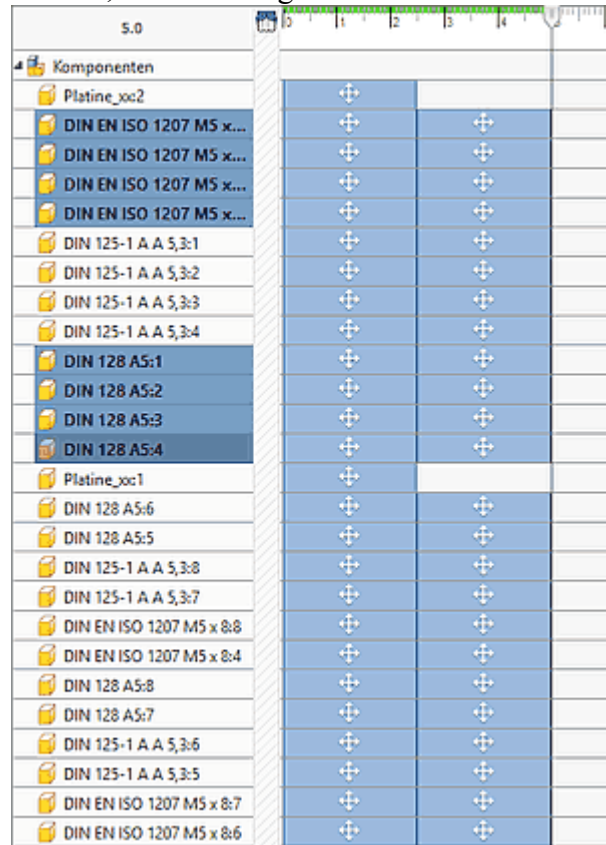 5.0
0 1 2 3 4
Komponenten
Platine_xx:2
DIN EN ISO 1207 M5 x...
DIN EN ISO 1207 M5 x...
DIN EN ISO 1207 M5 x...
DIN EN ISO 1207 M5 x...
DIN 125-1 A A 5,3:1
DIN 125-1 A A 5,3:2
DIN 125-1 A A 5,3:3
DIN 125-1 A A 5,3:4
DIN 128 A5:1
DIN 128 A5:2
DIN 128 A5:3
DIN 128 A5:4
Platine_xx:1
DIN 128 A5:6
DIN 128 A5:5
DIN 125-1 A A 5,3:8
DIN 125-1 A A 5,3:7
DIN EN ISO 1207 M5 x 8:8
DIN EN ISO 1207 M5 x 8:4
DIN 128 A5:8
DIN 128 A5:7
DIN 125-1 A A 5,3:6
DIN 125-1 A A 5,3:5
DIN EN ISO 1207 M5 x 8:7
DIN EN ISO 1207 M5 x 8:6